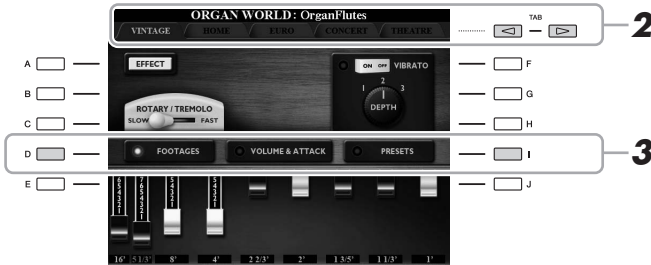 ORGAN WORLD: OrganFlutes
VINTAGE HOME EURO CONCERT THEATRE
TAB
2
A
EFFECT
ON OFF VIBRATO
F
B
1 2 3
G
C
ROTARY / TREMOLO
SLOW FAST
DEPTH
H
D
FOOTAGES VOLUME & ATTACK PRESETS
I
3
E
J
16' 5 1/3' 8' 4' 2 2/3' 2' 1 3/5' 1 1/3' 1'